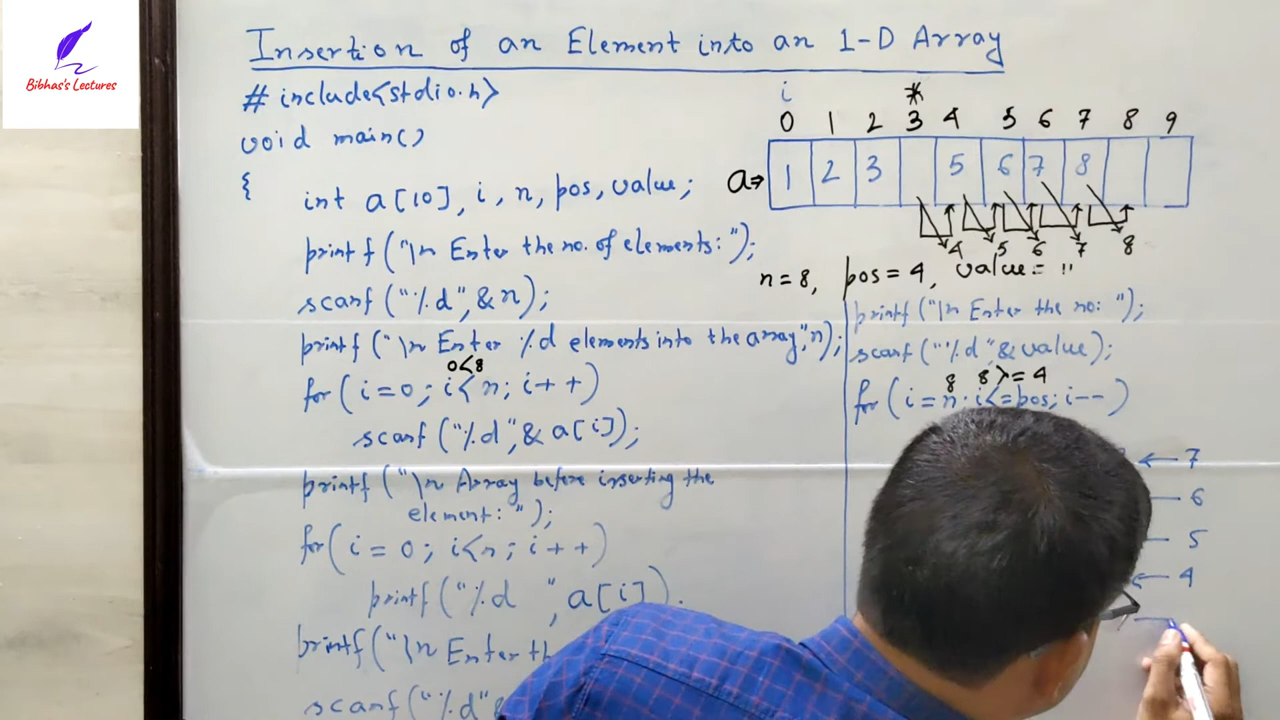 Bibhas's Lectures
Insertion of an Element into an 1-D Array
# include<stdio.h>
void main()
{
int a[10], i, n, pos, value;
printf("\n Enter the no. of elements: ");
scanf("%d", &n);
printf("\n Enter %d elements into the array", n);
0<8
for(i=0; i<n; i++)
scanf("%d", &a[i]);
printf("\n Array before inserting the
element: ");
for(i=0; i<n; i++)
printf("%d ", a[i]).
printf("\n Enter th
scanf("%d"
i
*
0 1 2 3 4 5 6 7 8 9
a⇒ 1 2 3 5 6 7 8
4 5 6 7 8
n=8, pos=4, value= 11
printf("\n Enter the no: ");
scanf("%d", &value);
8 8>=4
for(i=n; i<=pos; i--)
← 7
6
5
← 4